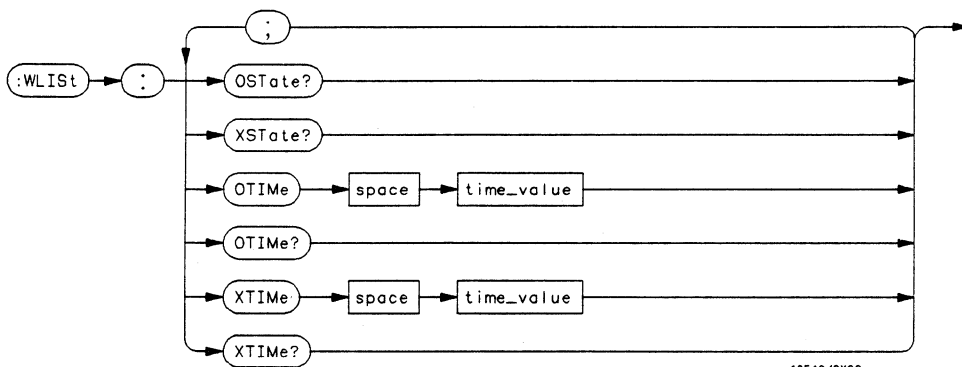 ;
:WLISt : OSTate?
XSTate?
OTIMe space time_value
OTIMe?
XTIMe space time_value
XTIMe?